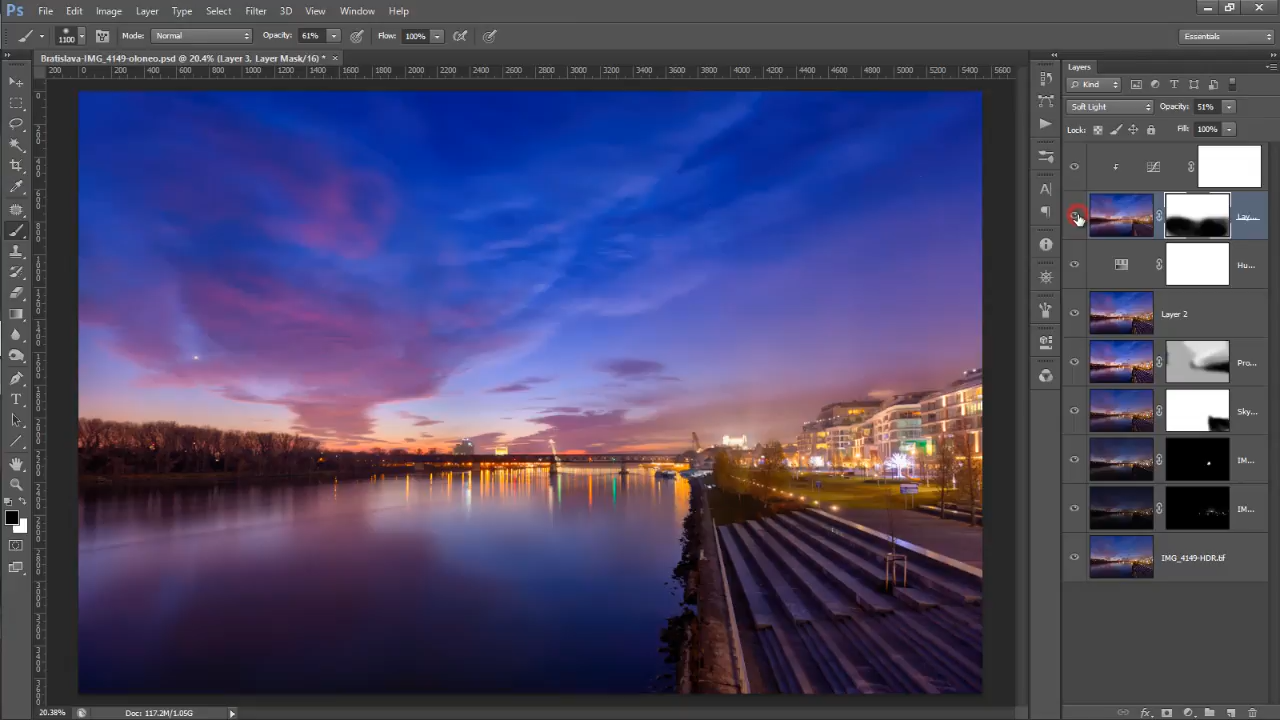 Ps File Edit Image Layer Type Select Filter 3D View Window Help
1100 Mode: Normal Opacity: 61% Flow: 100% Essentials
Bratislava-IMG_4149-oloneo.psd @ 20.4% (Layer 3, Layer Mask/16) * ×
200 0 200 400 600 800 1000 1200 1400 1600 1800 2000 2200 2400 2600 2800 3000 3200 3400 3600 3800 4000 4200 4400 4600 4800 5000 5200 5400 5600
Layers
Kind
Soft Light Opacity: 51%
Lock: Fill: 100%
Lay...
Hu...
Layer 2
Pro...
Sky...
IM...
IM...
IMG_4149-HDR.tif
20.38% Doc: 117.2M/1.05G